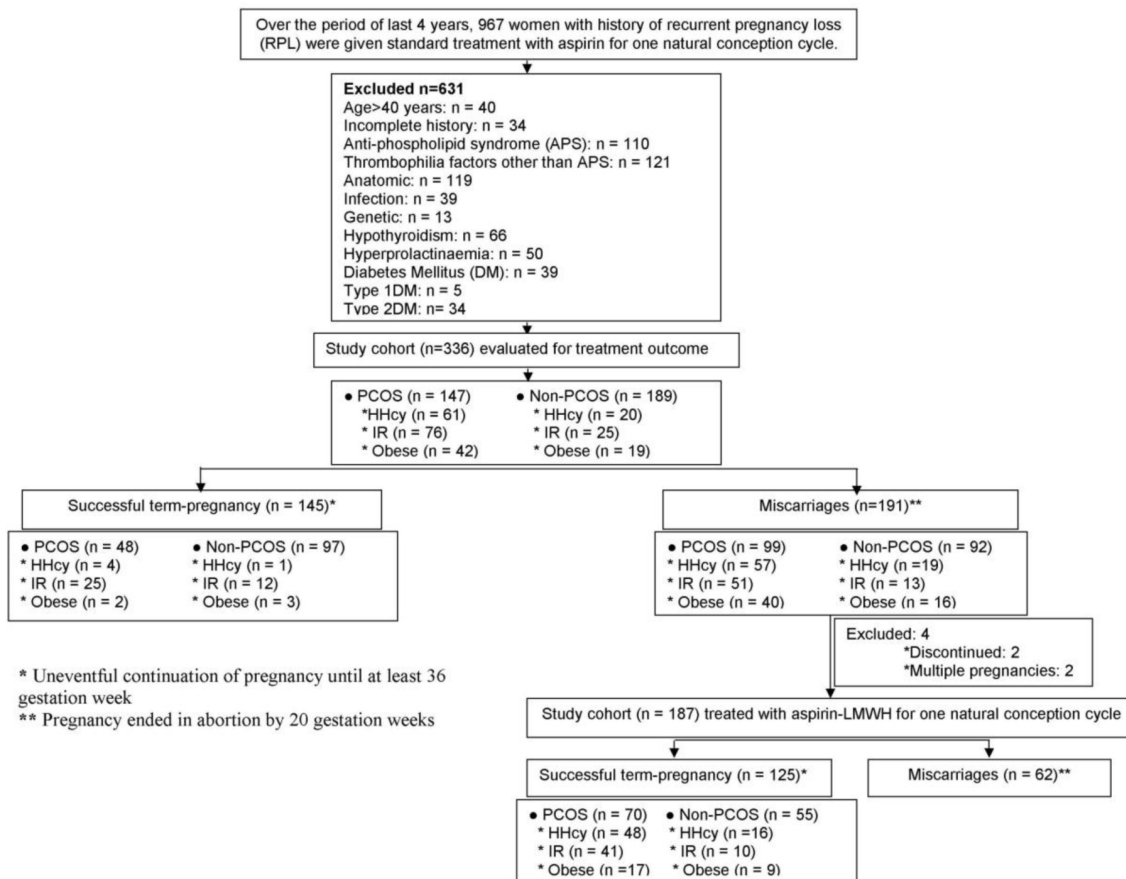 Over the period of last 4 years, 967 women with history of recurrent pregnancy loss
(RPL) were given standard treatment with aspirin for one natural conception cycle.
Excluded n=631
Age>40 years: n = 40
Incomplete history: n = 34
Anti-phospholipid syndrome (APS): n = 110
Thrombophilia factors other than APS: n = 121
Anatomic: n = 119
Infection: n = 39
Genetic: n = 13
Hypothyroidism: n = 66
Hyperprolactinaemia: n = 50
Diabetes Mellitus (DM): n = 39
Type 1DM: n = 5
Type 2DM: n = 34
Study cohort (n=336) evaluated for treatment outcome
● PCOS (n = 147) ● Non-PCOS (n = 189)
*HHcy (n = 61) * HHcy (n = 20)
* IR (n = 76) * IR (n = 25)
* Obese (n = 42) * Obese (n = 19)
Successful term-pregnancy (n = 145)*
● PCOS (n = 48) ● Non-PCOS (n = 97)
* HHcy (n = 4) * HHcy (n = 1)
* IR (n = 25) * IR (n = 12)
* Obese (n = 2) * Obese (n = 3)
Miscarriages (n=191)**
● PCOS (n = 99) ● Non-PCOS (n = 92)
* HHcy (n = 57) * HHcy (n =19)
* IR (n = 51) * IR (n = 13)
* Obese (n = 40) * Obese (n = 16)
Excluded: 4
*Discontinued: 2
*Multiple pregnancies: 2
* Uneventful continuation of pregnancy until at least 36
gestation week
** Pregnancy ended in abortion by 20 gestation weeks
Study cohort (n = 187) treated with aspirin-LMWH for one natural conception cycle
Successful term-pregnancy (n = 125)*
● PCOS (n = 70) ● Non-PCOS (n = 55)
* HHcy (n = 48) * HHcy (n =16)
* IR (n = 41) * IR (n = 10)
* Obese (n =17) * Obese (n = 9)
Miscarriages (n = 62)**